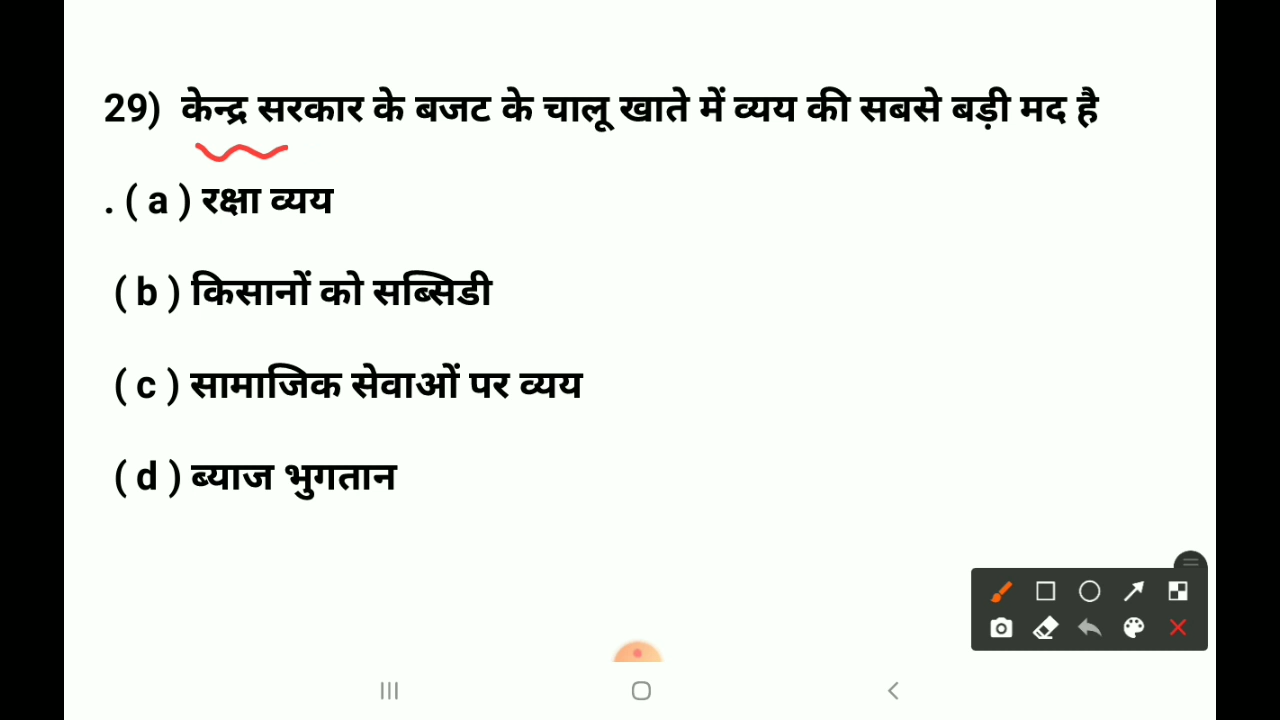 29) केन्द्र सरकार के बजट के चालू खाते में व्यय की सबसे बड़ी मद है
. ( a ) रक्षा व्यय
( b ) किसानों को सब्सिडी
( c ) सामाजिक सेवाओं पर व्यय
( d ) ब्याज भुगतान